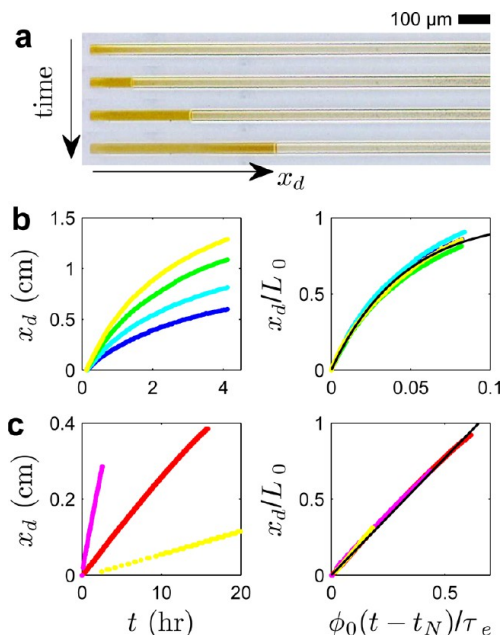 100 μm
a
time
x_d
b
x_d (cm)
1.5
1
0.5
0
0 2 4
x_d/L_0
1
0.5
0
0 0.05 0.1
c
x_d (cm)
0.4
0.2
0
0 10 20
t (hr)
x_d/L_0
1
0.5
0
0 0.5
ϕ_0(t − t_N)/τ_e